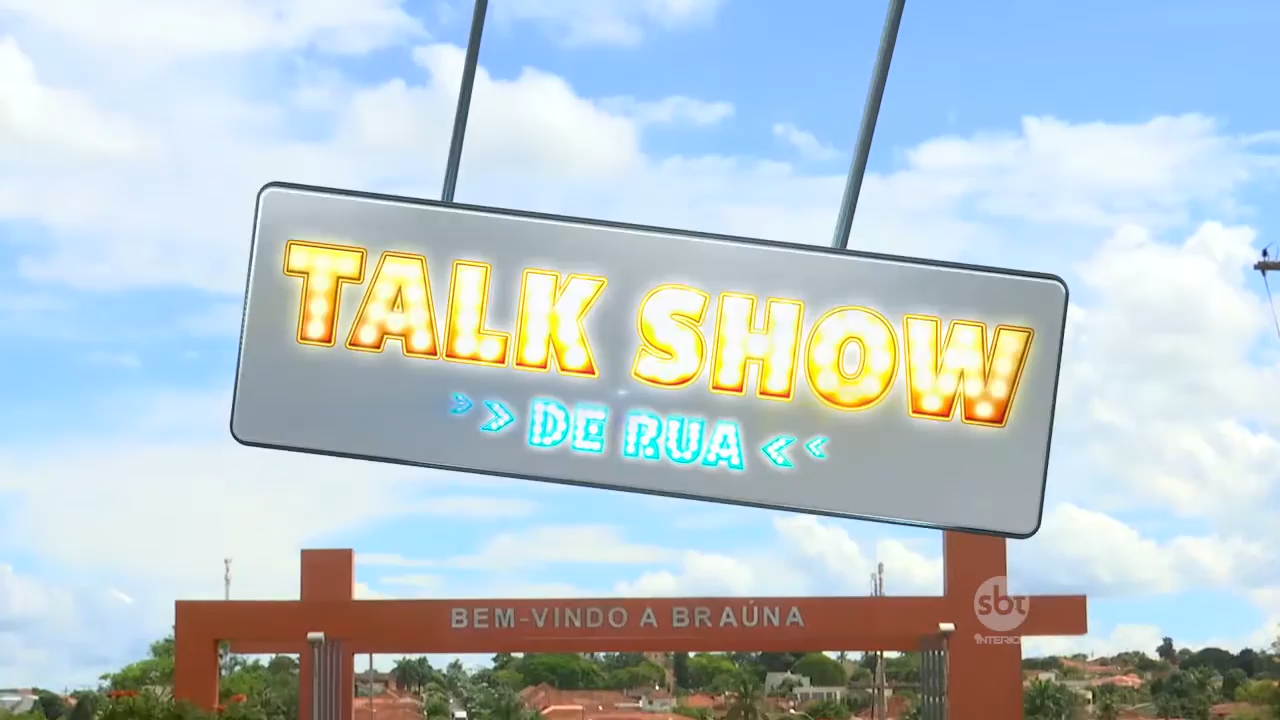 TALK SHOW
>> DE RUA <<
BEM-VINDO A BRAÚNA
sbt
INTERIOR